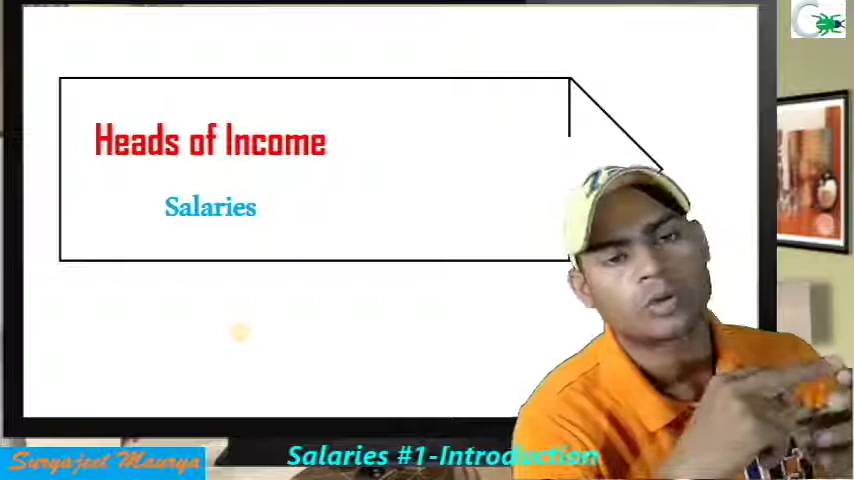 Heads of Income
Salaries
Salaries #1-Introduction
Suryajeet Maurya